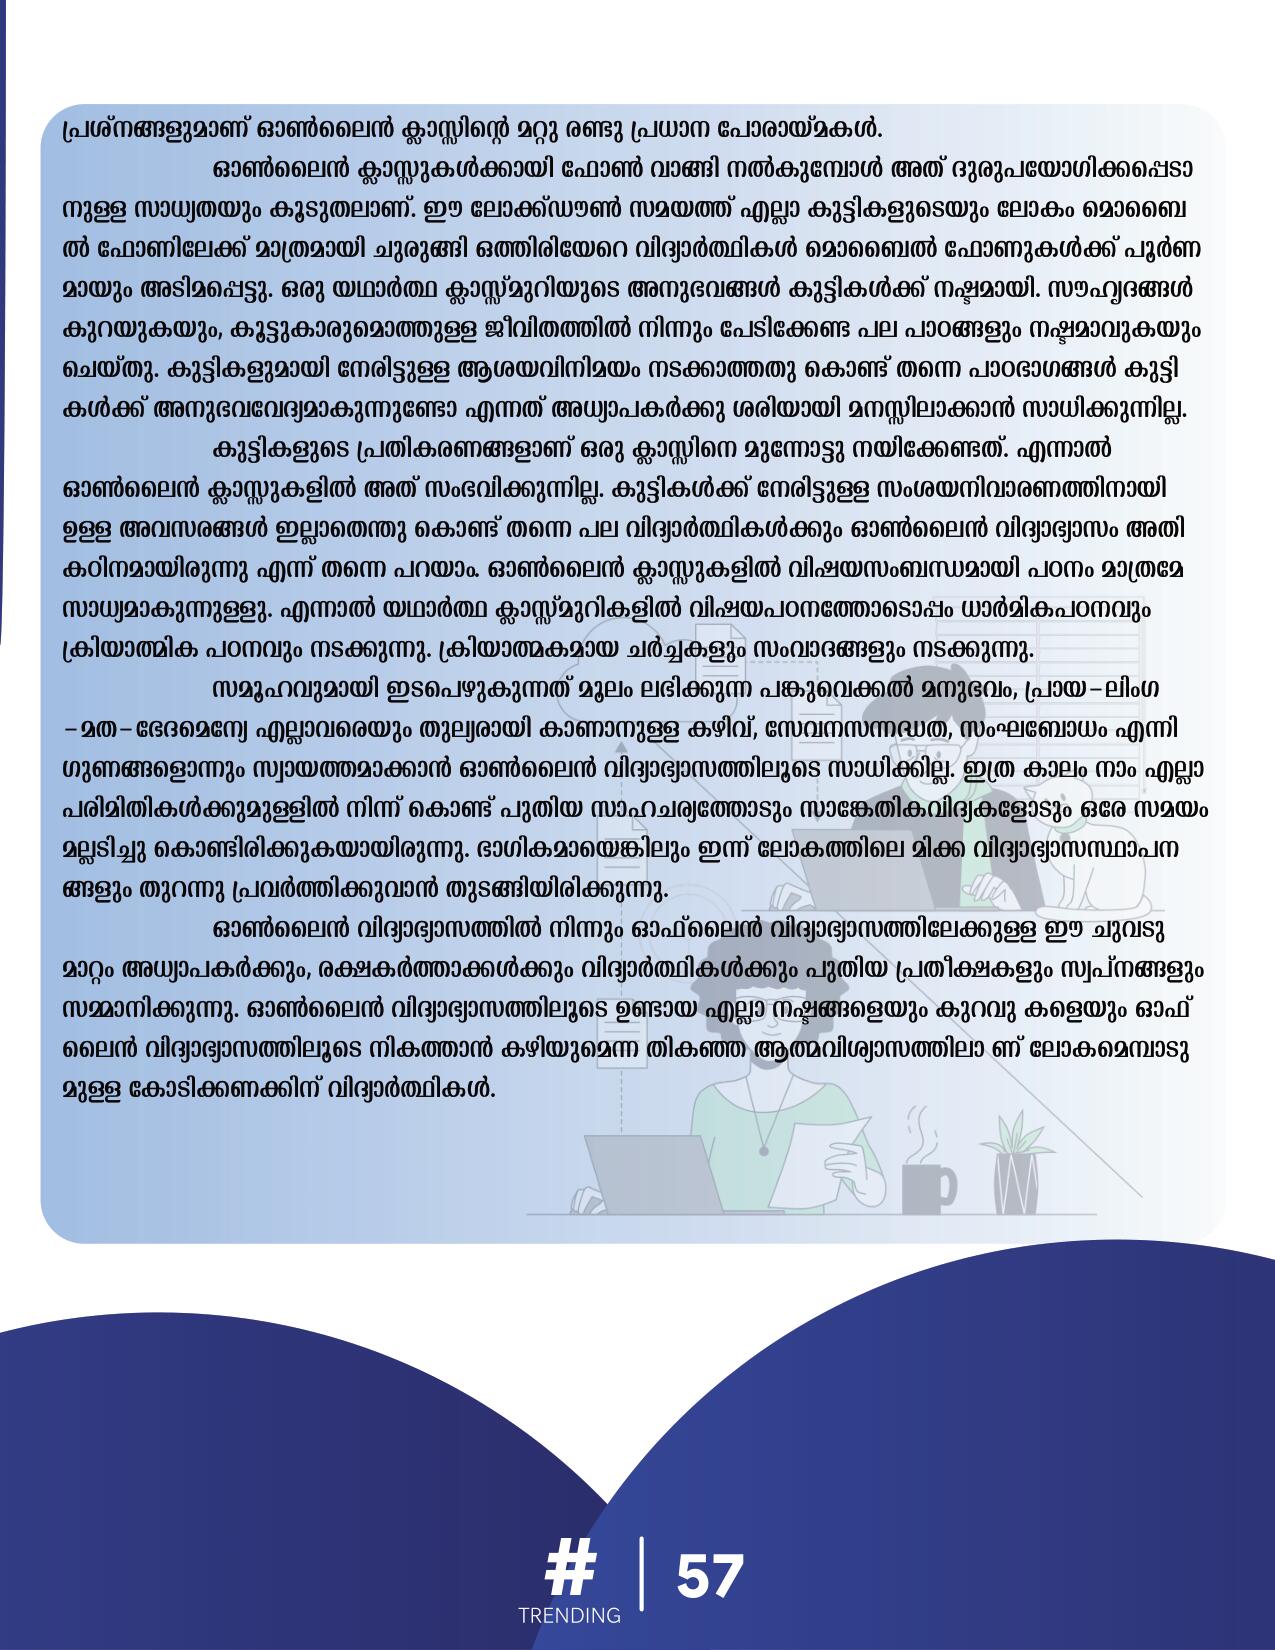 പ്രശ്നങ്ങളുമാണ് ഓൺലൈൻ ക്ലാസ്സിന്റെ മറ്റു രണ്ടു പ്രധാന പോരായ്മകൾ.
ഓൺലൈൻ ക്ലാസ്സുകൾക്കായി ഫോൺ വാങ്ങി നൽകുമ്പോൾ അത് ദുരുപയോഗിക്കപ്പെടാ
നുള്ള സാധ്വതയും കൂടുതലാണ്. ഈ ലോക്ക്ഡൗൺ സമയത്ത് എല്ലാ കുട്ടികളുടെയും ലോകം മൊബൈ
ൽ ഫോണിലേക്ക് മാത്രമായി ചുരുങ്ങി ഒത്തിരിയേറെ വിദ്യാർത്ഥികൾ മൊബൈൽ ഫോണുകൾക്ക് പൂർണ
മായും അടിമപ്പെട്ടു. ഒരു യഥാർത്ഥ ക്ലാസ്സ്മുറിയുടെ അനുഭവങ്ങൾ കുട്ടികൾക്ക് നഷ്ടമായി. സൗഹൃദങ്ങൾ
കുറയുകയും, കൂട്ടുകാരുമൊത്തുള്ള ജീവിതത്തിൽ നിന്നും പേടിക്കേണ്ട പല പാഠങ്ങളും നഷ്ടമാവുകയും
ചെയ്തു. കുട്ടികളുമായി നേരിട്ടുള്ള ആശയവിനിമയം നടക്കാത്തതു കൊണ്ട് തന്നെ പാഠഭാഗങ്ങൾ കുട്ടി
കൾക്ക് അനുഭവവേദ്യമാകുന്നുണ്ടോ എന്നത് അധ്യാപകർക്കു ശരിയായി മനസ്സിലാക്കാൻ സാധിക്കുന്നില്ല.
കുട്ടികളുടെ പ്രതികരണങ്ങളാണ് ഒരു ക്ലാസ്സിനെ മുന്നോട്ടു നയിക്കേണ്ടത്. എന്നാൽ
ഓൺലൈൻ ക്ലാസ്സുകളിൽ അത് സംഭവിക്കുന്നില്ല. കുട്ടികൾക്ക് നേരിട്ടുള്ള സംശയനിവാരണത്തിനായി
ഉള്ള അവസരങ്ങൾ ഇല്ലാതെന്തു കൊണ്ട് തന്നെ പല വിദ്യാർത്ഥികൾക്കും ഓൺലൈൻ വിദ്യാഭ്യാസം അതി
കഠിനമായിരുന്നു എന്ന് തന്നെ പറയാം. ഓൺലൈൻ ക്ലാസ്സുകളിൽ വിഷയസംബന്ധമായി പഠനം മാത്രമേ
സാധ്യമാകുന്നുള്ളു. എന്നാൽ യഥാർത്ഥ ക്ലാസ്സ്മുറികളിൽ വിഷയപഠനത്തോടൊപ്പം ധാർമികപഠനവും
ക്രിയാത്മിക പഠനവും നടക്കുന്നു. ക്രിയാത്മകമായ ചർച്ചകളും സംവാദങ്ങളും നടക്കുന്നു.
സമൂഹവുമായി ഇടപെഴുകുന്നത് മൂലം ലഭിക്കുന്ന പങ്കുവെക്കൽ മനുഭവം, പ്രായ-ലിംഗ
-മത-ഭേദമെന്യേ എല്ലാവരെയും തുല്യരായി കാണാനുള്ള കഴിവ്, സേവനസന്നദ്ധത, സംഘബോധം എന്നി
ഗുണങ്ങളൊന്നും സ്വായത്തമാക്കാൻ ഓൺലൈൻ വിദ്യാഭ്യാസത്തിലൂടെ സാധിക്കില്ല. ഇത്ര കാലം നാം എല്ലാ
പരിമിതികൾക്കുമുള്ളിൽ നിന്ന് കൊണ്ട് പുതിയ സാഹചര്യത്തോടും സാങ്കേതികവിദ്യകളോടും ഒരേ സമയം
മല്ലടിച്ചു കൊണ്ടിരിക്കുകയായിരുന്നു. ഭാഗികമായെങ്കിലും ഇന്ന് ലോകത്തിലെ മിക്ക വിദ്യാഭ്യാസസ്ഥാപന
ങ്ങളും തുറന്നു പ്രവർത്തിക്കുവാൻ തുടങ്ങിയിരിക്കുന്നു.
ഓൺലൈൻ വിദ്യാഭ്യാസത്തിൽ നിന്നും ഓഫ്‌ലൈൻ വിദ്യാഭ്യാസത്തിലേക്കുള്ള ഈ ചുവടു
മാറ്റം അധ്യാപകർക്കും, രക്ഷകർത്താക്കൾക്കും വിദ്യാർത്ഥികൾക്കും പുതിയ പ്രതീക്ഷകളും സ്വപ്നങ്ങളും
സമ്മാനിക്കുന്നു. ഓൺലൈൻ വിദ്യാഭ്യാസത്തിലൂടെ ഉണ്ടായ എല്ലാ നഷ്ടങ്ങളെയും കുറവു കളെയും ഓഫ്
ലൈൻ വിദ്യാഭ്യാസത്തിലൂടെ നികത്താൻ കഴിയുമെന്ന തികഞ്ഞ ആത്മവിശ്വാസത്തിലാ ണ് ലോകമെമ്പാടു
മുള്ള കോടിക്കണക്കിന് വിദ്യാർത്ഥികൾ.
# | 57
TRENDING